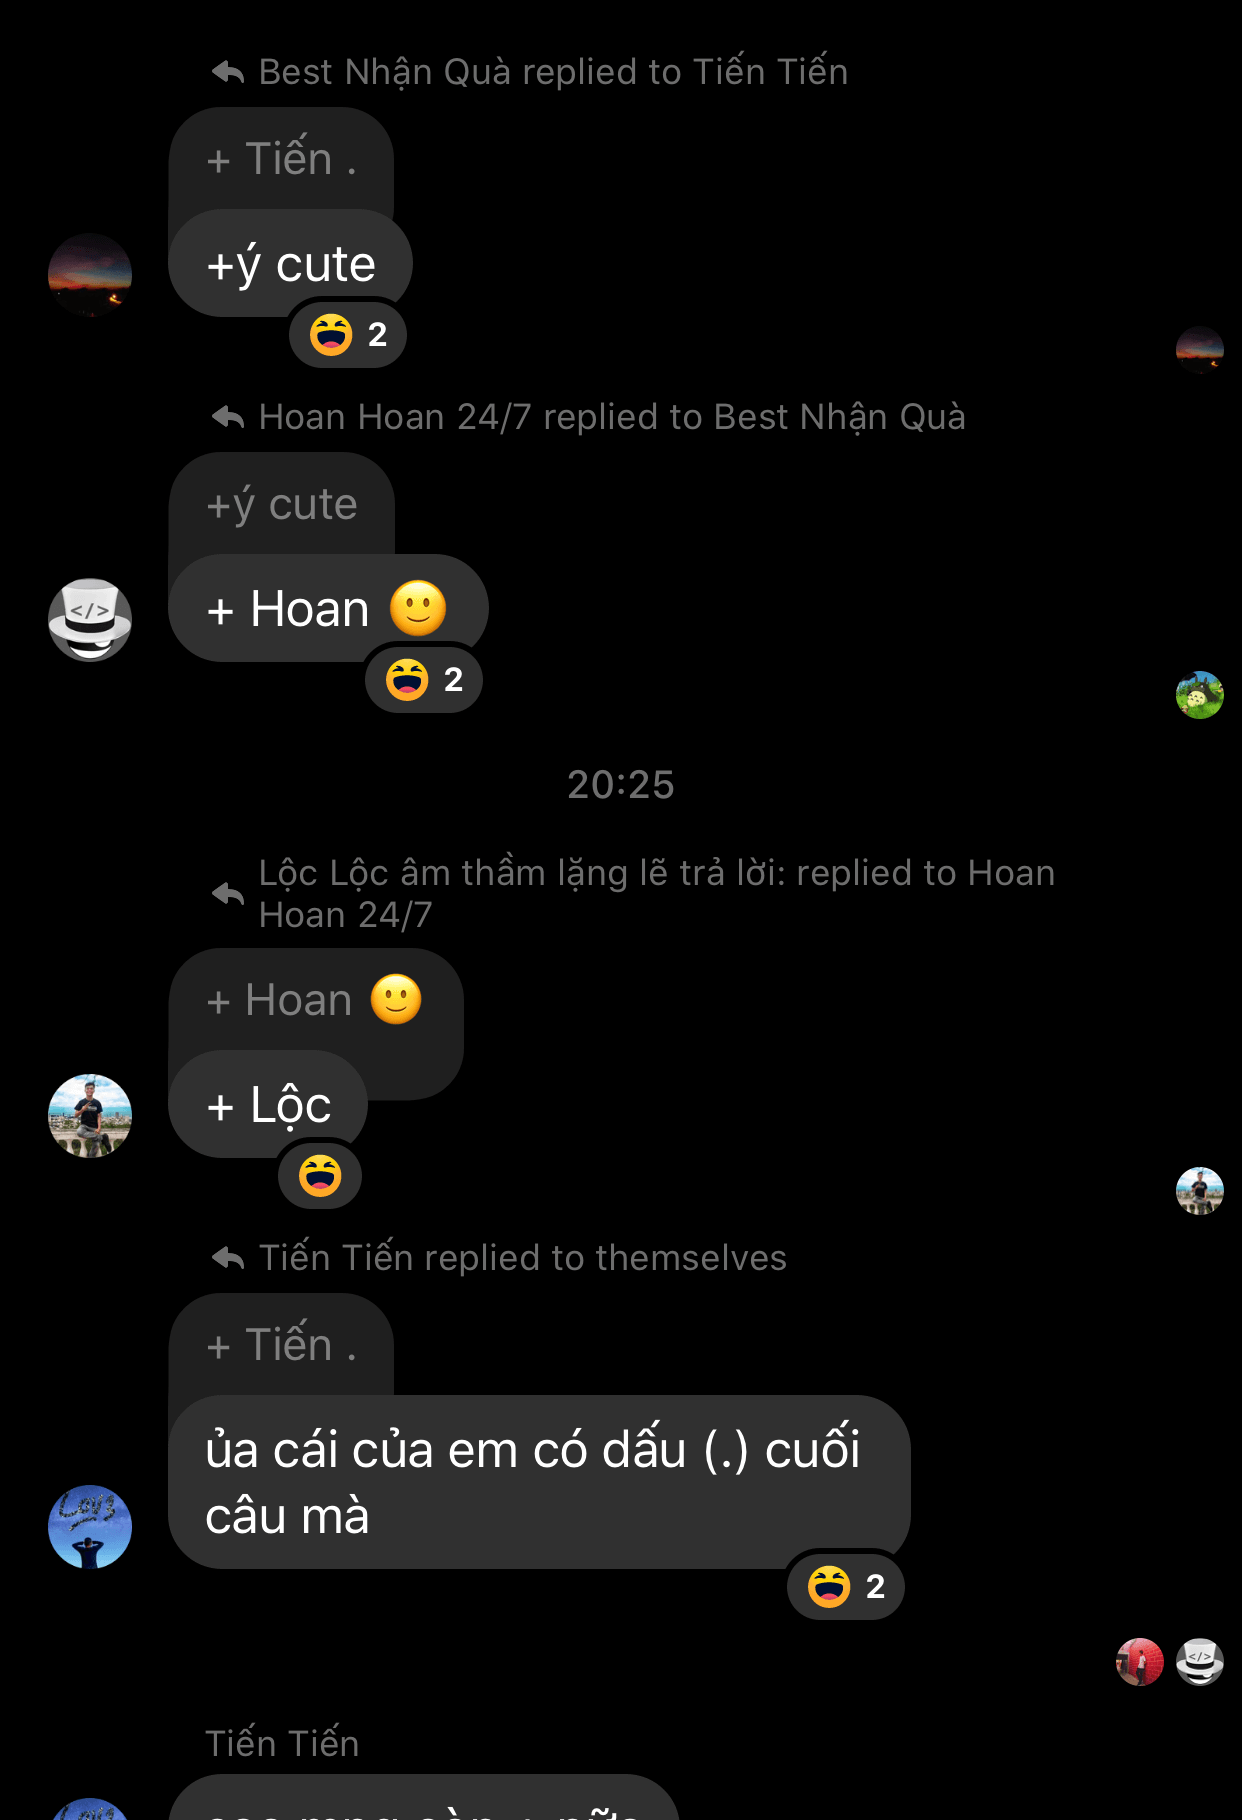 Best Nhận Quà replied to Tiến Tiến
+ Tiến .
+ý cute
2
Hoan Hoan 24/7 replied to Best Nhận Quà
+ý cute
</>
+ Hoan 🙂
2
20:25
Lộc Lộc âm thầm lặng lẽ trả lời: replied to Hoan
Hoan 24/7
+ Hoan 🙂
+ Lộc
Tiến Tiến replied to themselves
+ Tiến .
ủa cái của em có dấu (.) cuối
câu mà
2
</>
Tiến Tiến